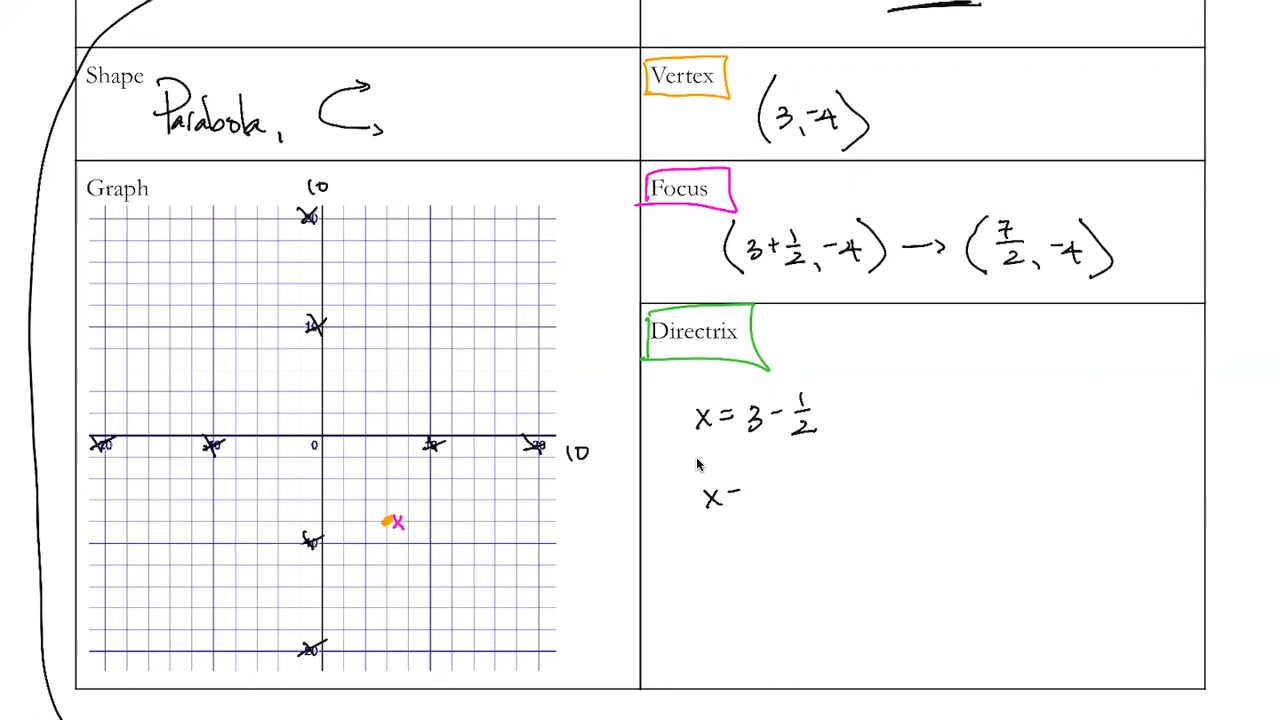 Shape
Parabola,
Vertex
(3, -4)
Graph
10
0
10
Focus
(3 + 1/2, -4) → (7/2, -4)
Directrix
x = 3 - 1/2
x -